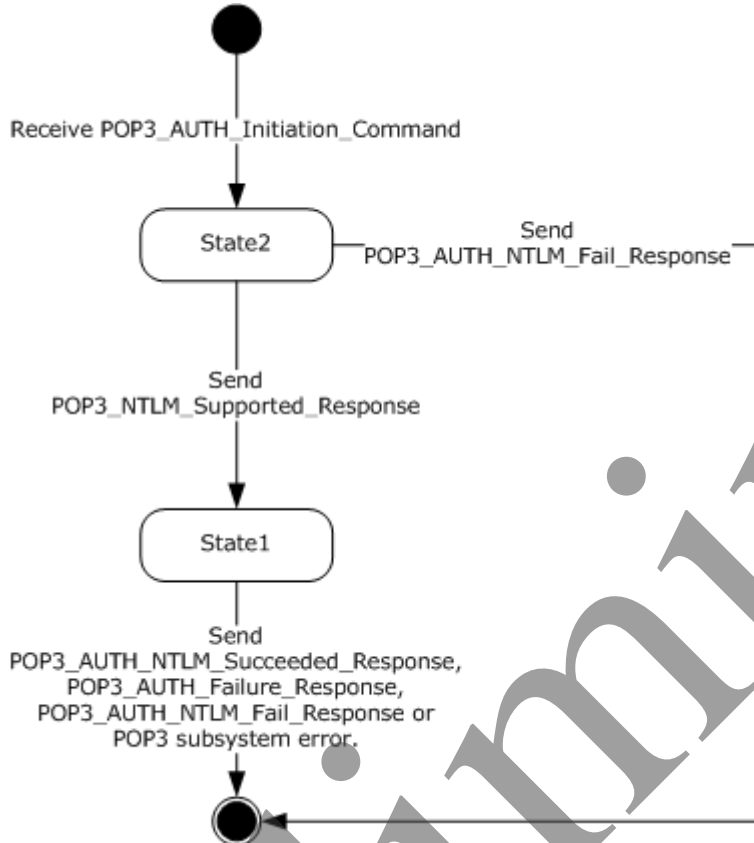 Receive POP3_AUTH_Initiation_Command
State2
Send
POP3_AUTH_NTLM_Fail_Response
Send
POP3_NTLM_Supported_Response
State1
Send
POP3_AUTH_NTLM_Succeeded_Response,
POP3_AUTH_Failure_Response,
POP3_AUTH_NTLM_Fail_Response or
POP3 subsystem error.